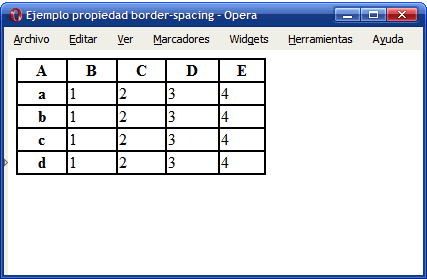 Ejemplo propiedad border-spacing - Opera
Archivo Editar Ver Marcadores Widgets Herramientas Ayuda
A B C D E
a 1 2 3 4
b 1 2 3 4
c 1 2 3 4
d 1 2 3 4